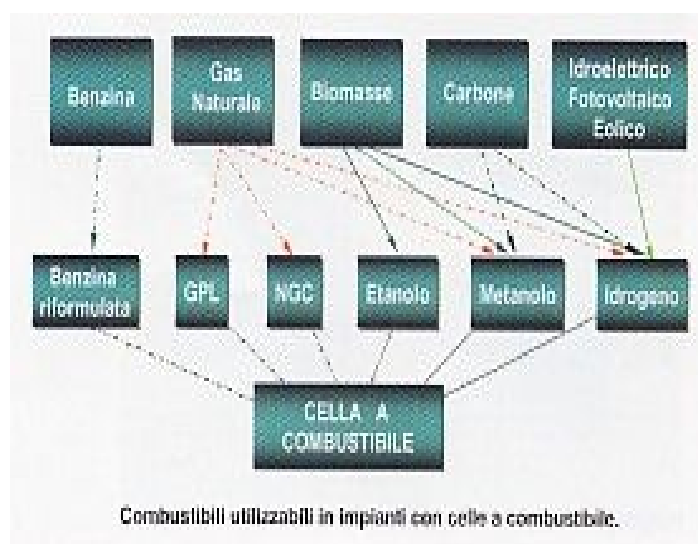 Benzina
Gas
Naturale
Biomasse
Carbone
Idroelettrico
Fotovoltaico
Eolico
Benzina
riformulata
GPL
NGC
Etanolo
Metanolo
Idrogeno
CELLA A
COMBUSTIBILE
Combustibili utilizzabili in impianti con celle a combustibile.